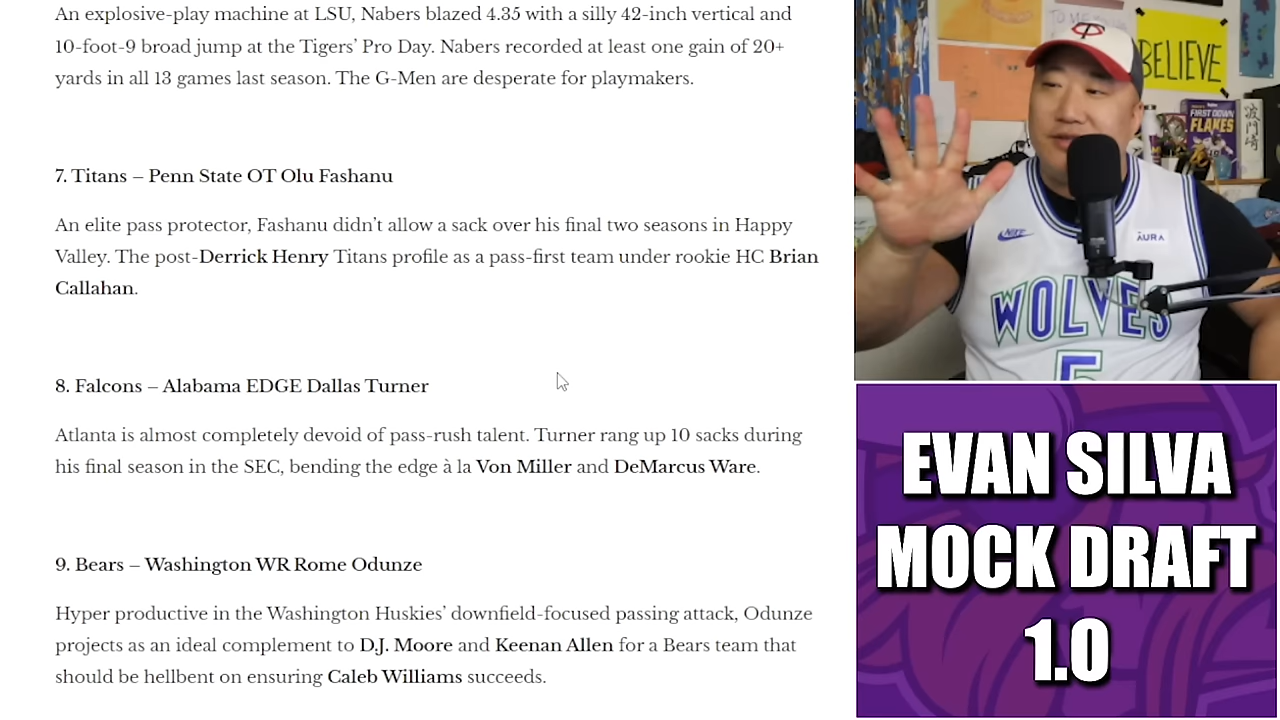 An explosive-play machine at LSU, Nabers blazed 4.35 with a silly 42-inch vertical and
10-foot-9 broad jump at the Tigers' Pro Day. Nabers recorded at least one gain of 20+
yards in all 13 games last season. The G-Men are desperate for playmakers.
7. Titans – Penn State OT Olu Fashanu
An elite pass protector, Fashanu didn't allow a sack over his final two seasons in Happy
Valley. The post-Derrick Henry Titans profile as a pass-first team under rookie HC Brian
Callahan.
8. Falcons – Alabama EDGE Dallas Turner
Atlanta is almost completely devoid of pass-rush talent. Turner rang up 10 sacks during
his final season in the SEC, bending the edge à la Von Miller and DeMarcus Ware.
9. Bears – Washington WR Rome Odunze
Hyper productive in the Washington Huskies' downfield-focused passing attack, Odunze
projects as an ideal complement to D.J. Moore and Keenan Allen for a Bears team that
should be hellbent on ensuring Caleb Williams succeeds.
BELIEVE
FIRST DOWN
FLAKES
NIKE
AURA
WOLVES
5
EVAN SILVA
MOCK DRAFT
1.0